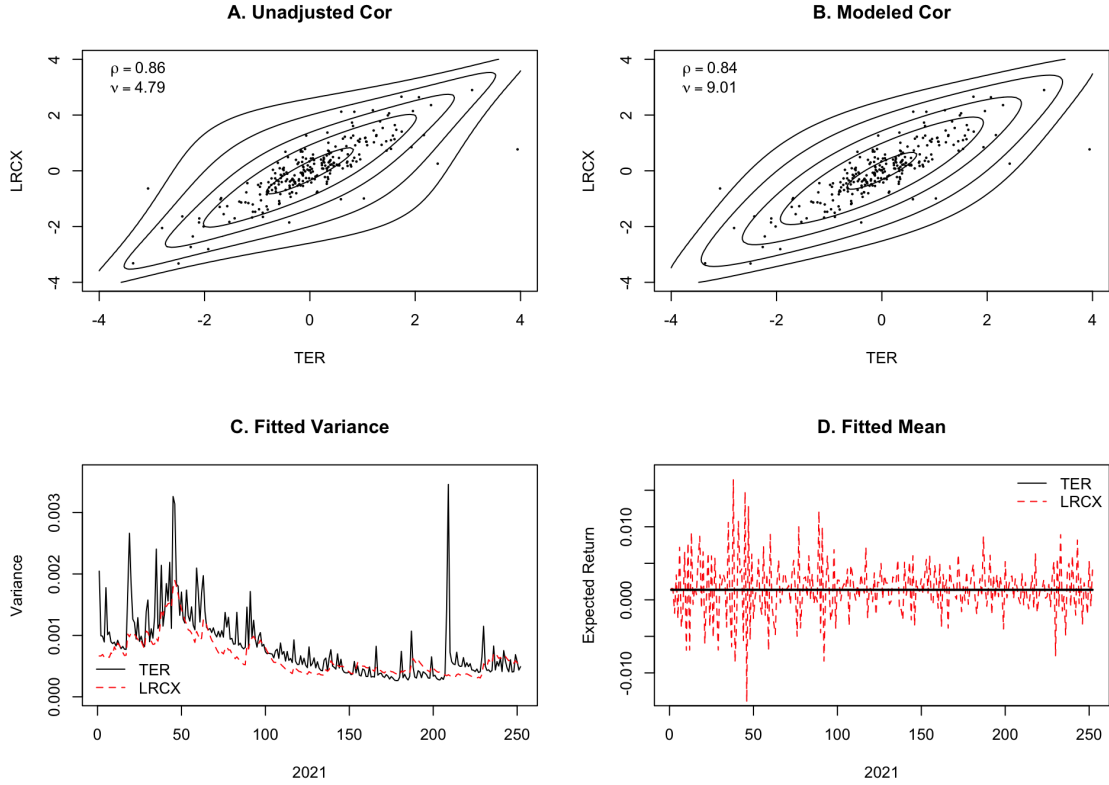 A. Unadjusted Cor
ρ = 0.86
ν = 4.79
LRCX
4
2
0
-2
-4
-4 -2 0 2 4
TER
B. Modeled Cor
ρ = 0.84
ν = 9.01
LRCX
4
2
0
-2
-4
-4 -2 0 2 4
TER
C. Fitted Variance
Variance
0.003
0.002
0.001
0.000
TER
LRCX
0 50 100 150 200 250
2021
D. Fitted Mean
Expected Return
0.010
0.000
-0.010
TER
LRCX
0 50 100 150 200 250
2021